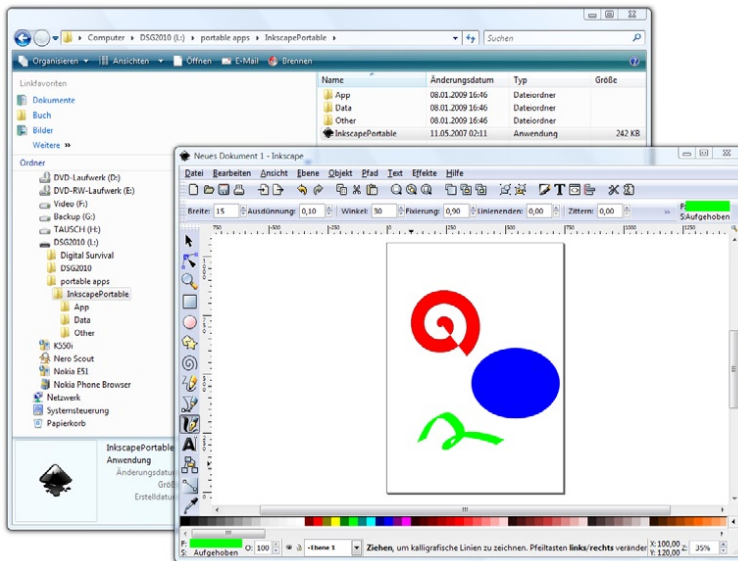 Computer › DSG2010 (L:) › portable apps › InkscapePortable ›
Suchen
Organisieren Ansichten Öffnen E-Mail Brennen
Linkfavoriten
Dokumente
Buch
Bilder
Weitere »
Ordner
DVD-Laufwerk (D:)
DVD-RW-Laufwerk (E:)
Video (F:)
Backup (G:)
TAUSCH (H:)
DSG2010 (L:)
Digital Survival
DSG2010
portable apps
InkscapePortable
App
Data
Other
K550i
Nero Scout
Nokia E51
Nokia Phone Browser
Netzwerk
Systemsteuerung
Papierkorb
Name Änderungsdatum Typ Größe
App 08.01.2009 16:46 Dateiordner
Data 08.01.2009 16:46 Dateiordner
Other 08.01.2009 16:46 Dateiordner
InkscapePortable 11.05.2007 02:11 Anwendung 242 KB
InkscapePortable
Anwendung
Neues Dokument 1 - Inkscape
Datei Bearbeiten Ansicht Ebene Objekt Pfad Text Effekte Hilfe
Breite: 15 Ausdünnung: 0,10 Winkel: 30 Fixierung: 0,90 Linienenden: 0,00 Zittern: 0,00 » F:
S: Aufgehoben
F:
S: Aufgehoben
O: 100
Ebene 1
Ziehen, um kalligrafische Linien zu zeichnen. Pfeiltasten links/rechts veränder
X: 100,00
Y: 120,00
Z: 35%